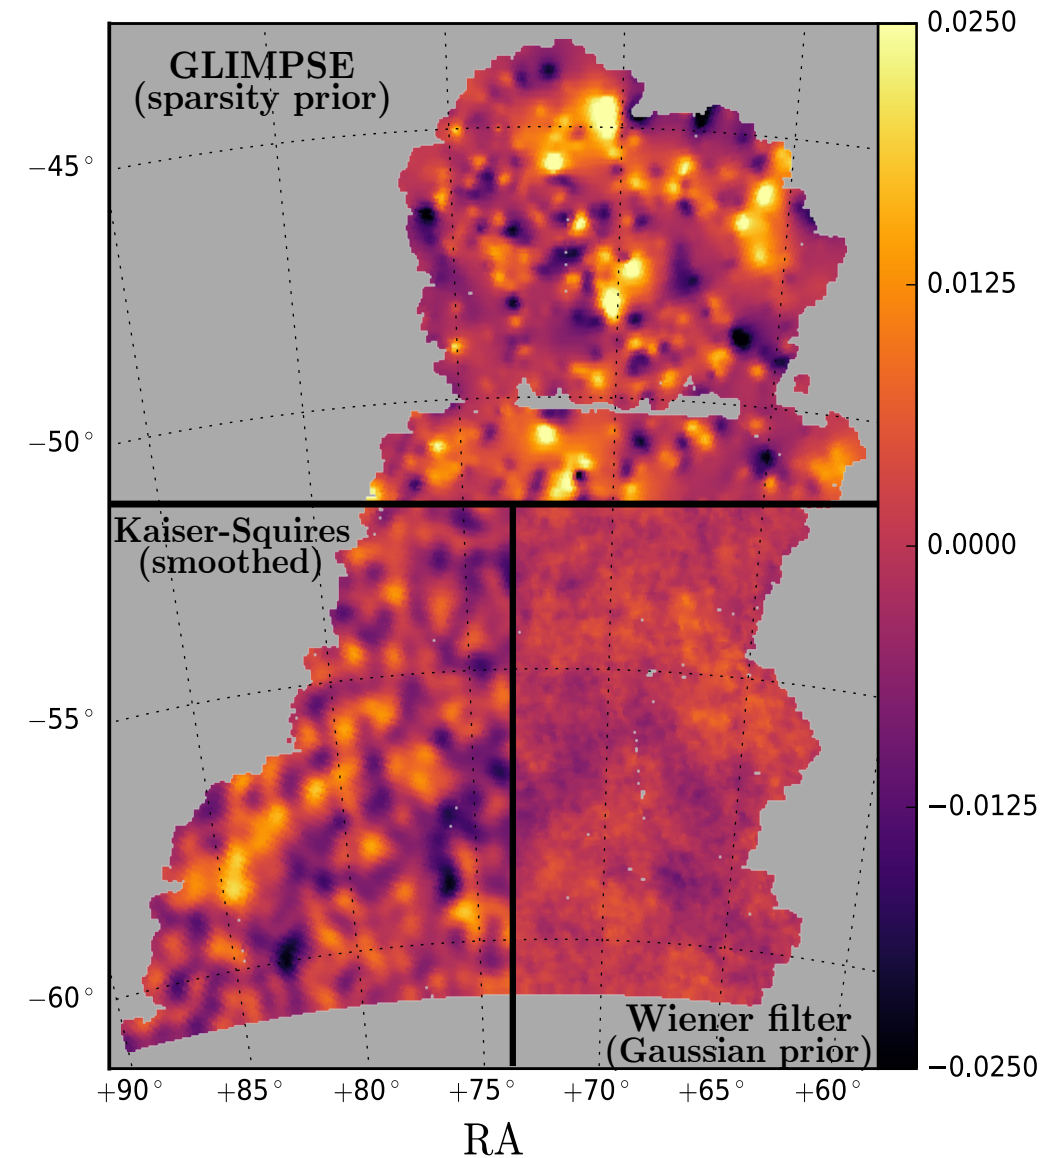 GLIMPSE
(sparsity prior)
Kaiser-Squires
(smoothed)
Wiener filter
(Gaussian prior)
−45°
−50°
−55°
−60°
+90°
+85°
+80°
+75°
+70°
+65°
+60°
RA
0.0250
0.0125
0.0000
−0.0125
−0.0250